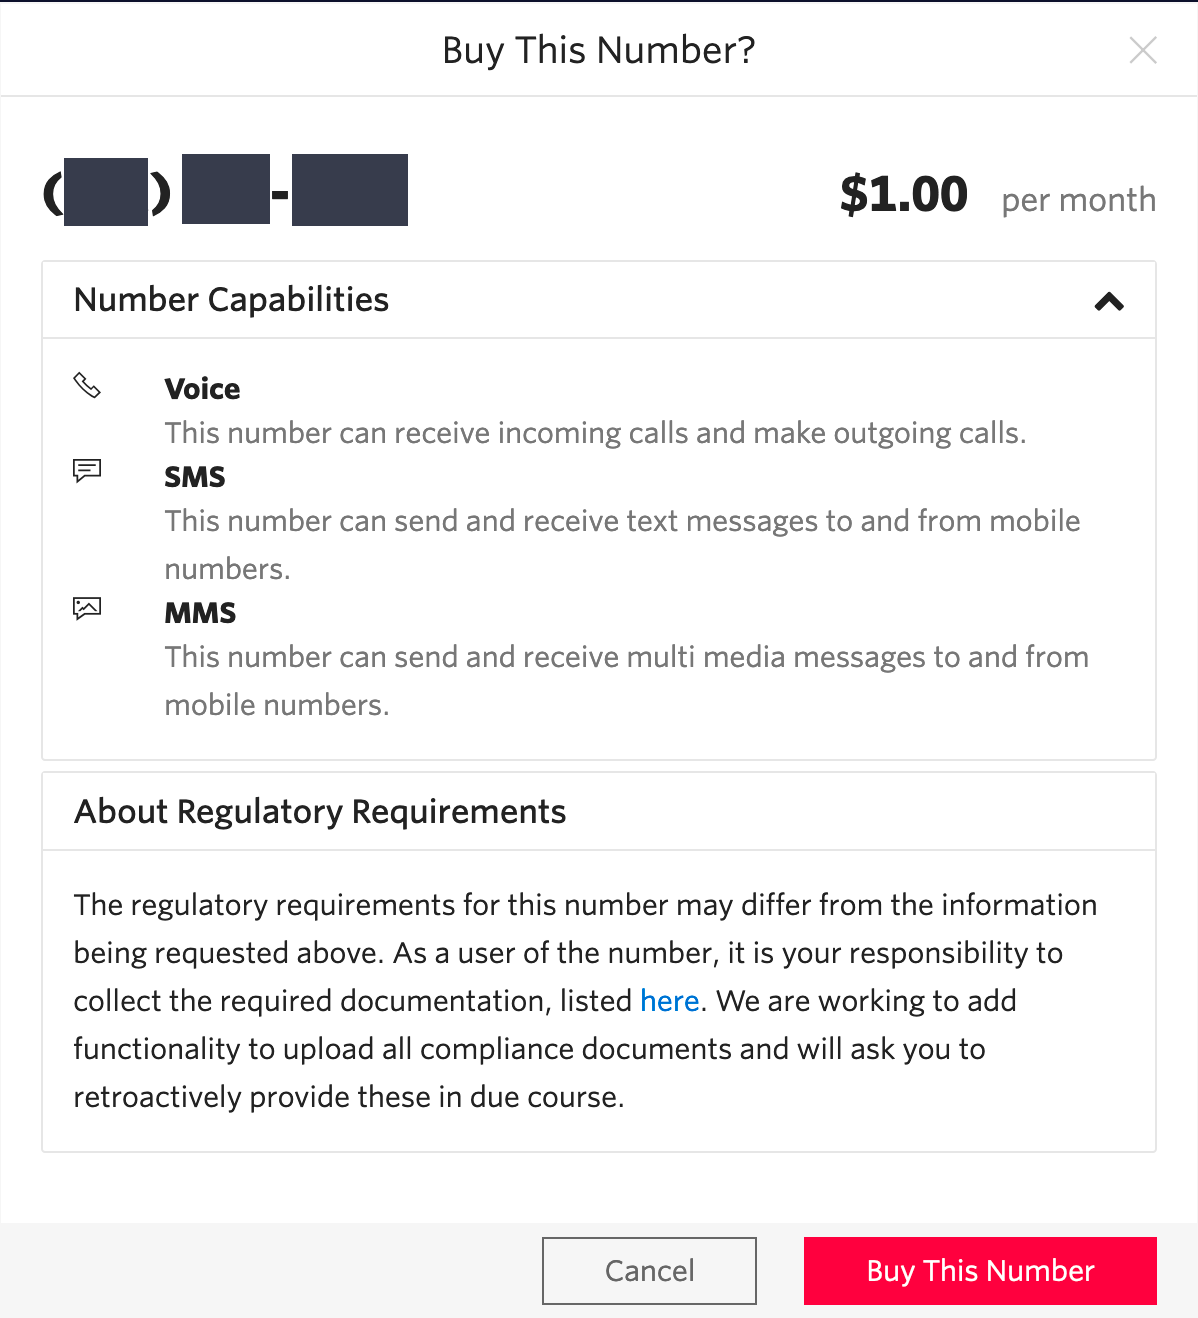 Buy This Number?
( ) -
$1.00 per month
Number Capabilities
Voice
This number can receive incoming calls and make outgoing calls.
SMS
This number can send and receive text messages to and from mobile
numbers.
MMS
This number can send and receive multi media messages to and from
mobile numbers.
About Regulatory Requirements
The regulatory requirements for this number may differ from the information
being requested above. As a user of the number, it is your responsibility to
collect the required documentation, listed here. We are working to add
functionality to upload all compliance documents and will ask you to
retroactively provide these in due course.
Cancel
Buy This Number